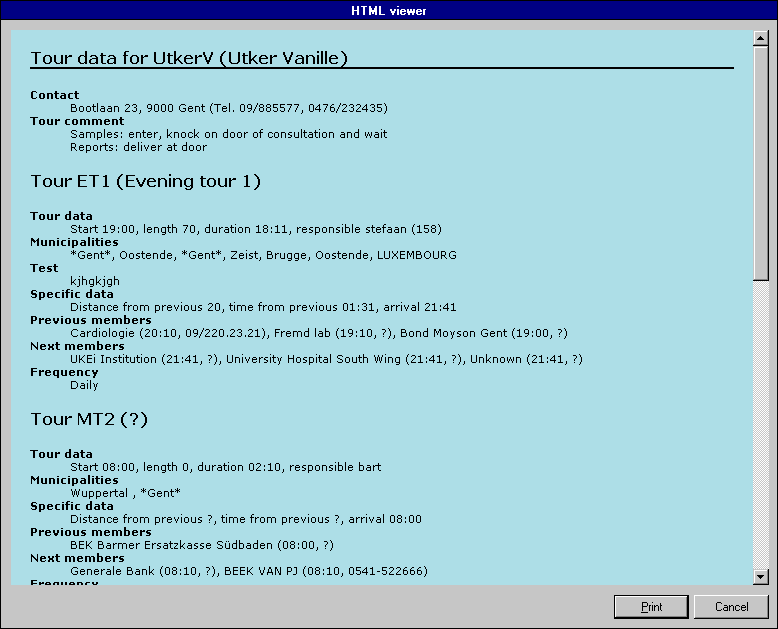 HTML viewer
Tour data for UtkerV (Utker Vanille)
Contact
Bootlaan 23, 9000 Gent (Tel. 09/885577, 0476/232435)
Tour comment
Samples: enter, knock on door of consultation and wait
Reports: deliver at door
Tour ET1 (Evening tour 1)
Tour data
Start 19:00, length 70, duration 18:11, responsible stefaan (158)
Municipalities
*Gent*, Oostende, *Gent*, Zeist, Brugge, Oostende, LUXEMBOURG
Test
kjhgkjgh
Specific data
Distance from previous 20, time from previous 01:31, arrival 21:41
Previous members
Cardiologie (20:10, 09/220.23.21), Fremd lab (19:10, ?), Bond Moyson Gent (19:00, ?)
Next members
UKEi Institution (21:41, ?), University Hospital South Wing (21:41, ?), Unknown (21:41, ?)
Frequency
Daily
Tour MT2 (?)
Tour data
Start 08:00, length 0, duration 02:10, responsible bart
Municipalities
Wuppertal , *Gent*
Specific data
Distance from previous ?, time from previous ?, arrival 08:00
Previous members
BEK Barmer Ersatzkasse Südbaden (08:00, ?)
Next members
Generale Bank (08:10, ?), BEEK VAN PJ (08:10, 0541-522666)
Frequency
Print
Cancel